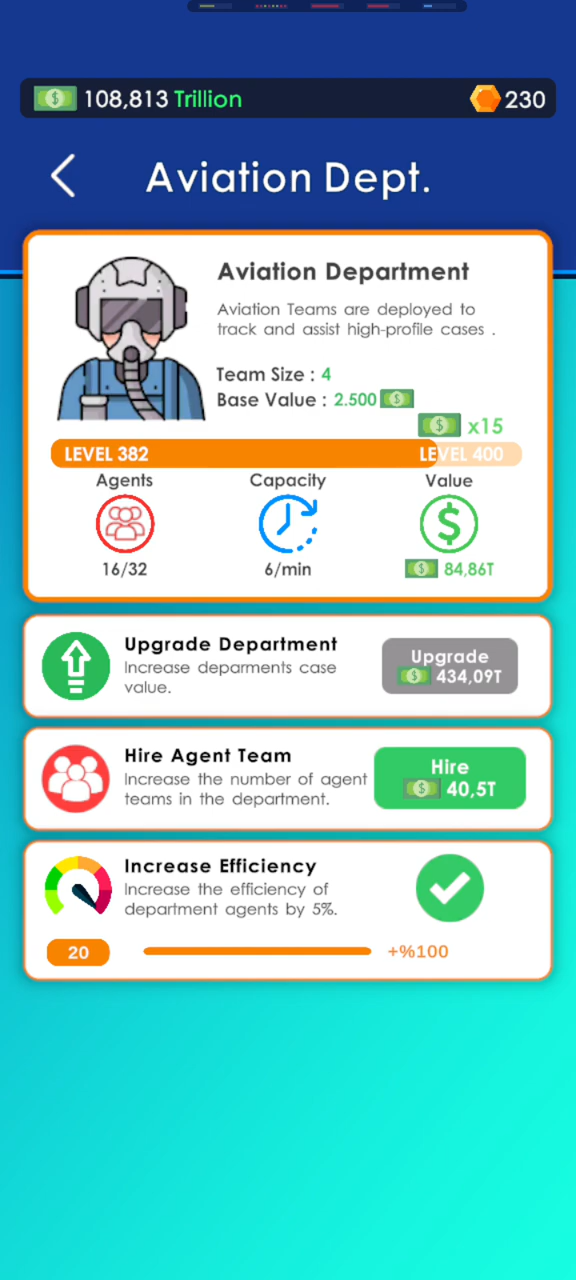 108,813 Trillion 230
Aviation Dept.
Aviation Department
Aviation Teams are deployed to
track and assist high-profile cases .
Team Size : 4
Base Value : 2.500
x15
LEVEL 382 LEVEL 400
Agents Capacity Value
16/32 6/min 84,86T
Upgrade Department
Increase deparments case
value.
Upgrade
434,09T
Hire Agent Team
Increase the number of agent
teams in the department.
Hire
40,5T
Increase Efficiency
Increase the efficiency of
department agents by 5%.
20 +%100